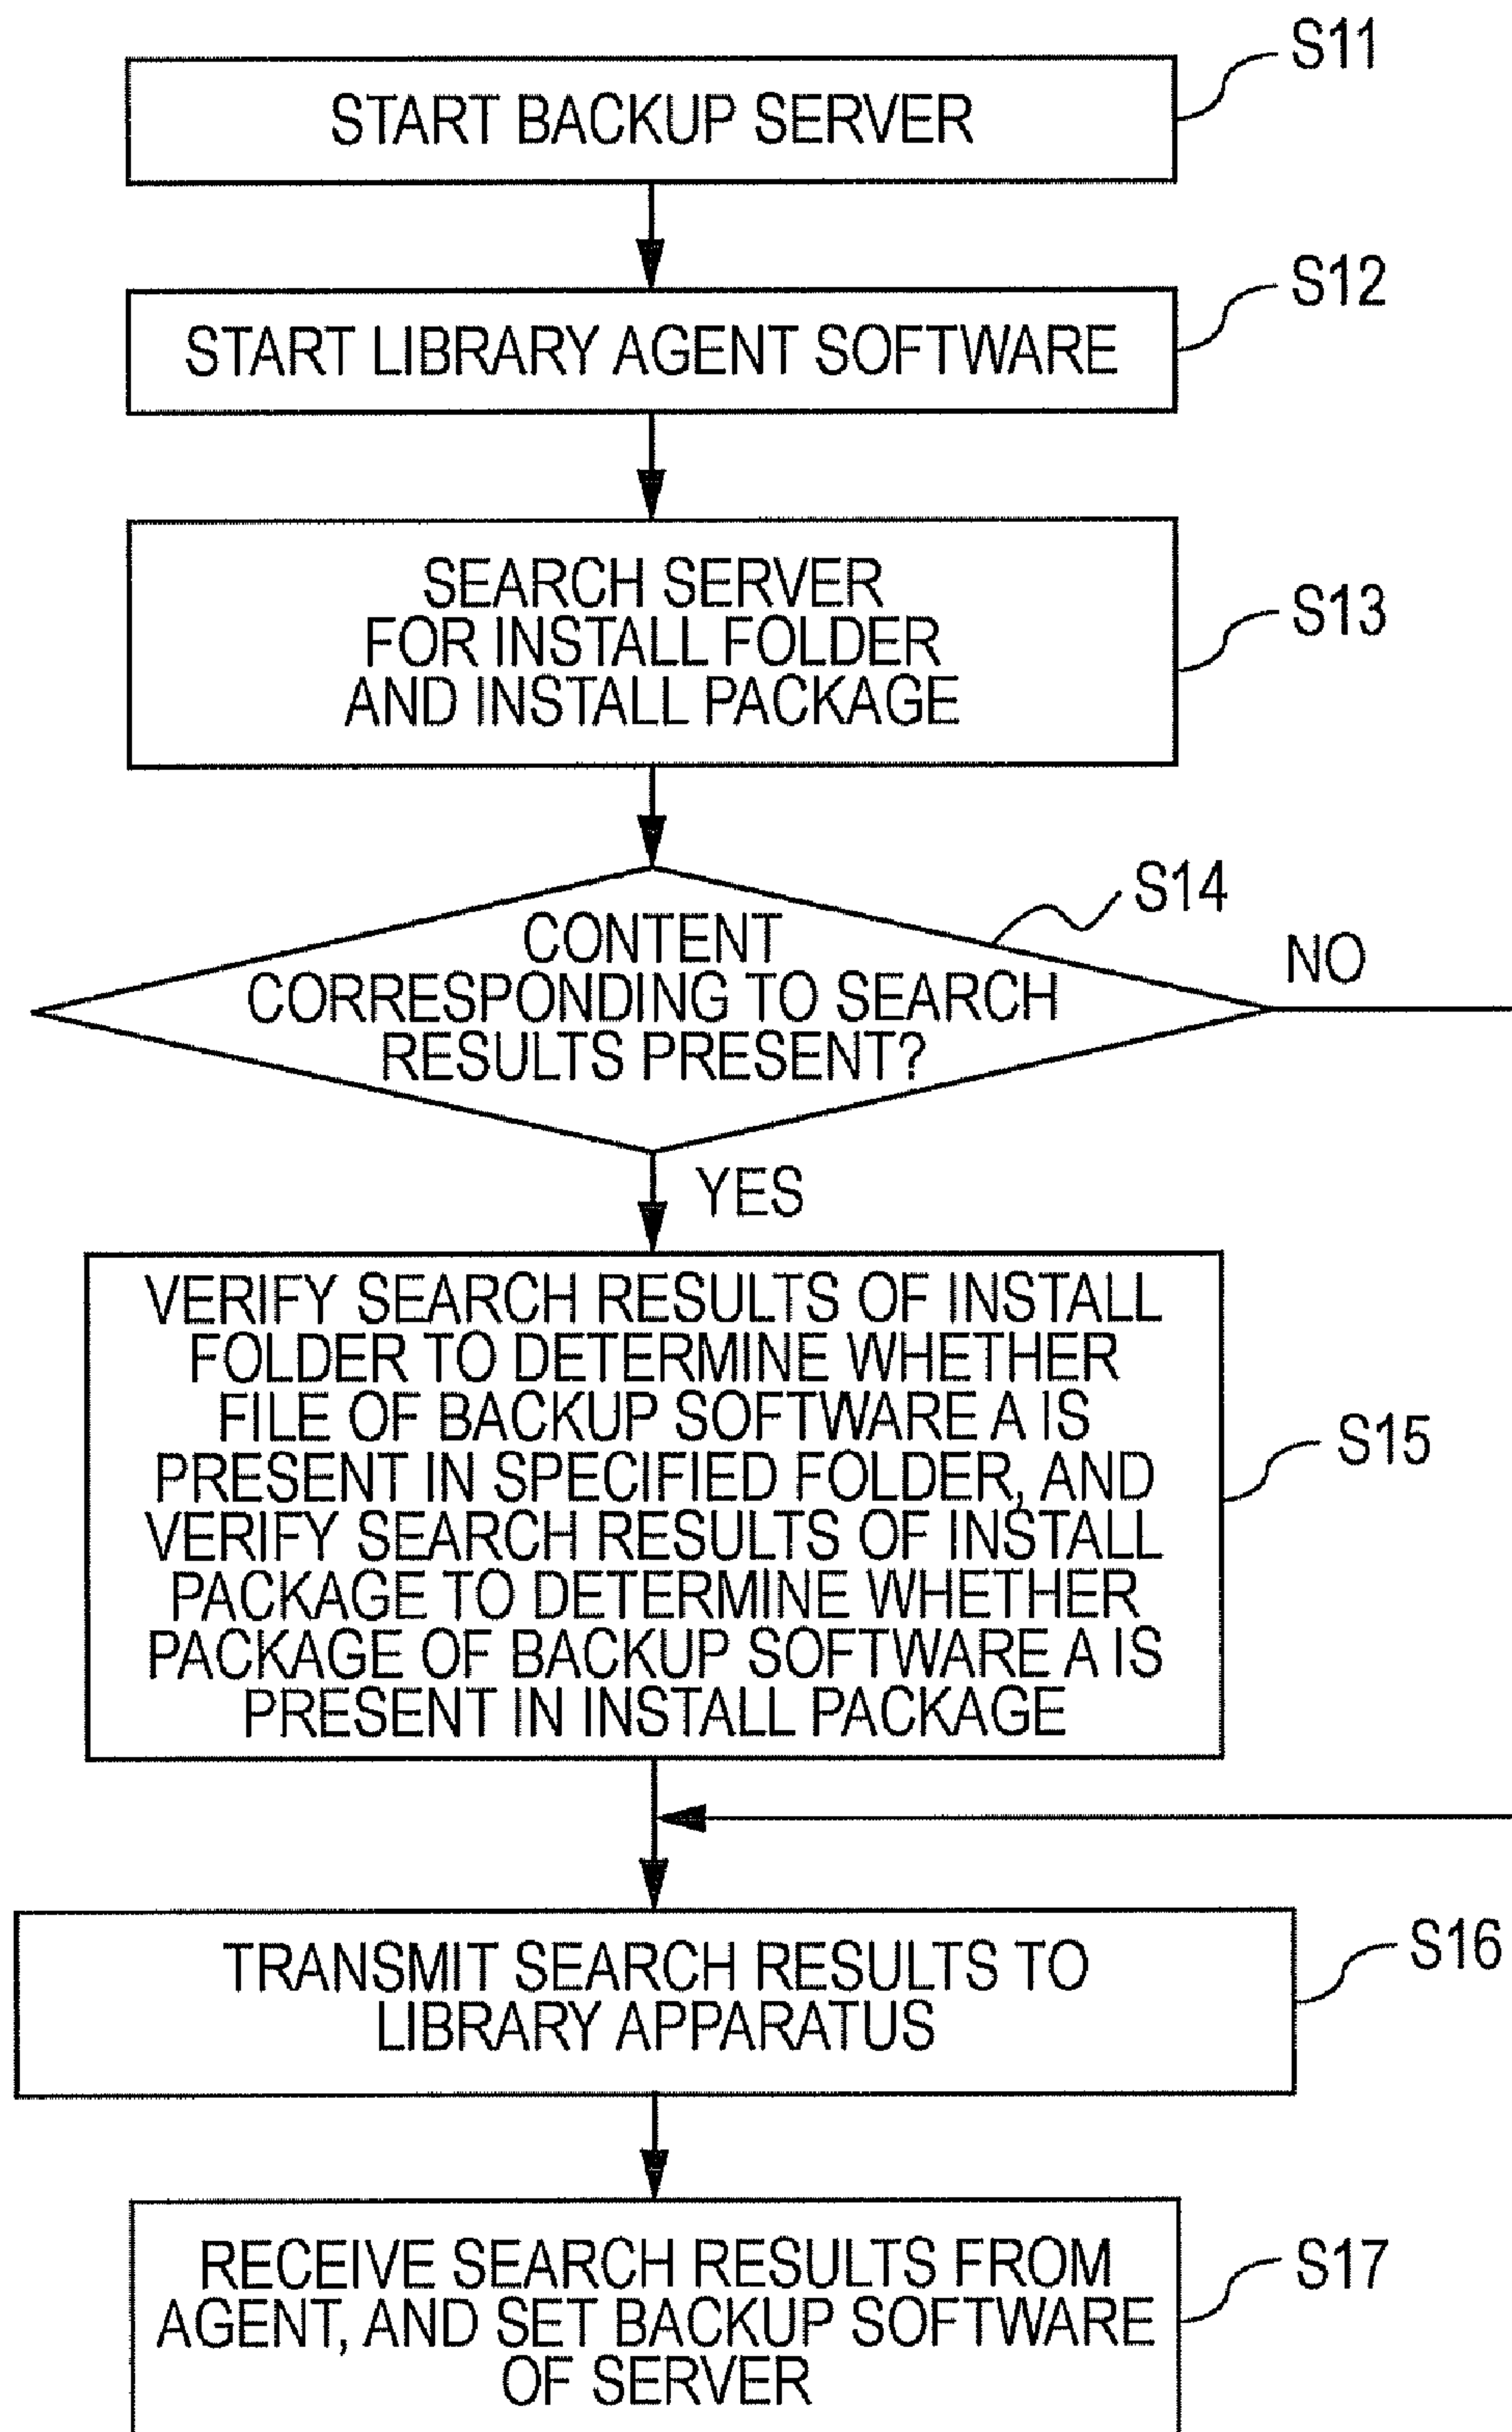 S11
START BACKUP SERVER
S12
START LIBRARY AGENT SOFTWARE
S13
SEARCH SERVER
FOR INSTALL FOLDER
AND INSTALL PACKAGE
S14
CONTENT
CORRESPONDING TO SEARCH
RESULTS PRESENT?
NO
YES
S15
VERIFY SEARCH RESULTS OF INSTALL
FOLDER TO DETERMINE WHETHER
FILE OF BACKUP SOFTWARE A IS
PRESENT IN SPECIFIED FOLDER, AND
VERIFY SEARCH RESULTS OF INSTALL
PACKAGE TO DETERMINE WHETHER
PACKAGE OF BACKUP SOFTWARE A IS
PRESENT IN INSTALL PACKAGE
S16
TRANSMIT SEARCH RESULTS TO
LIBRARY APPARATUS
S17
RECEIVE SEARCH RESULTS FROM
AGENT, AND SET BACKUP SOFTWARE
OF SERVER